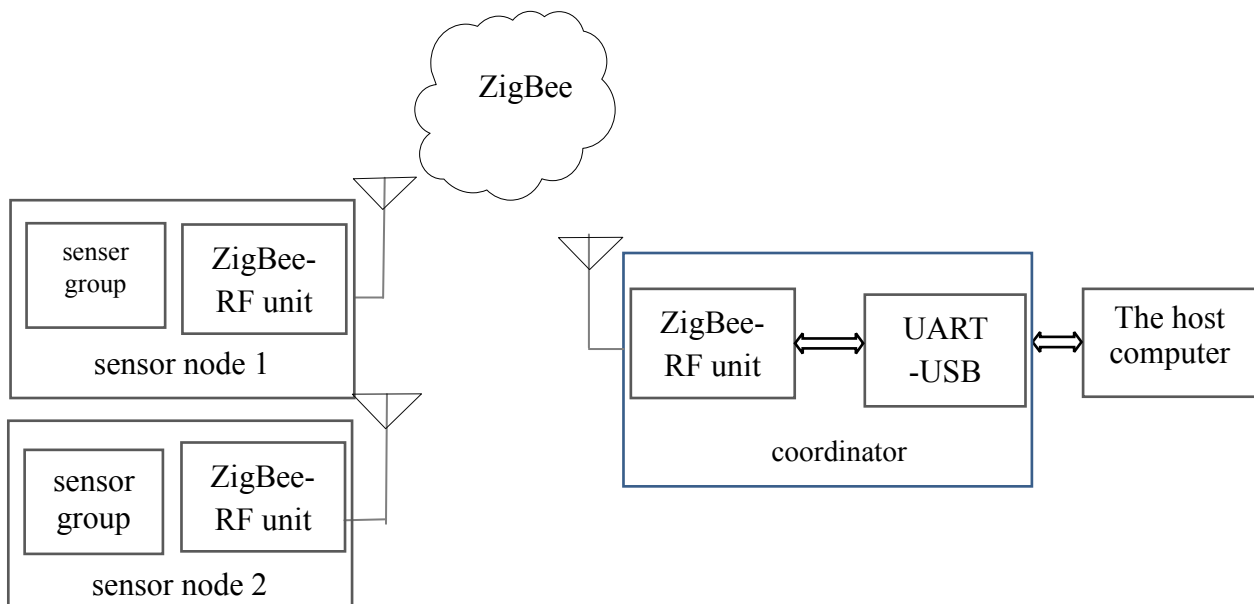 ZigBee
senser
group
ZigBee-
RF unit
sensor node 1
sensor
group
ZigBee-
RF unit
sensor node 2
ZigBee-
RF unit
UART
-USB
coordinator
The host
computer